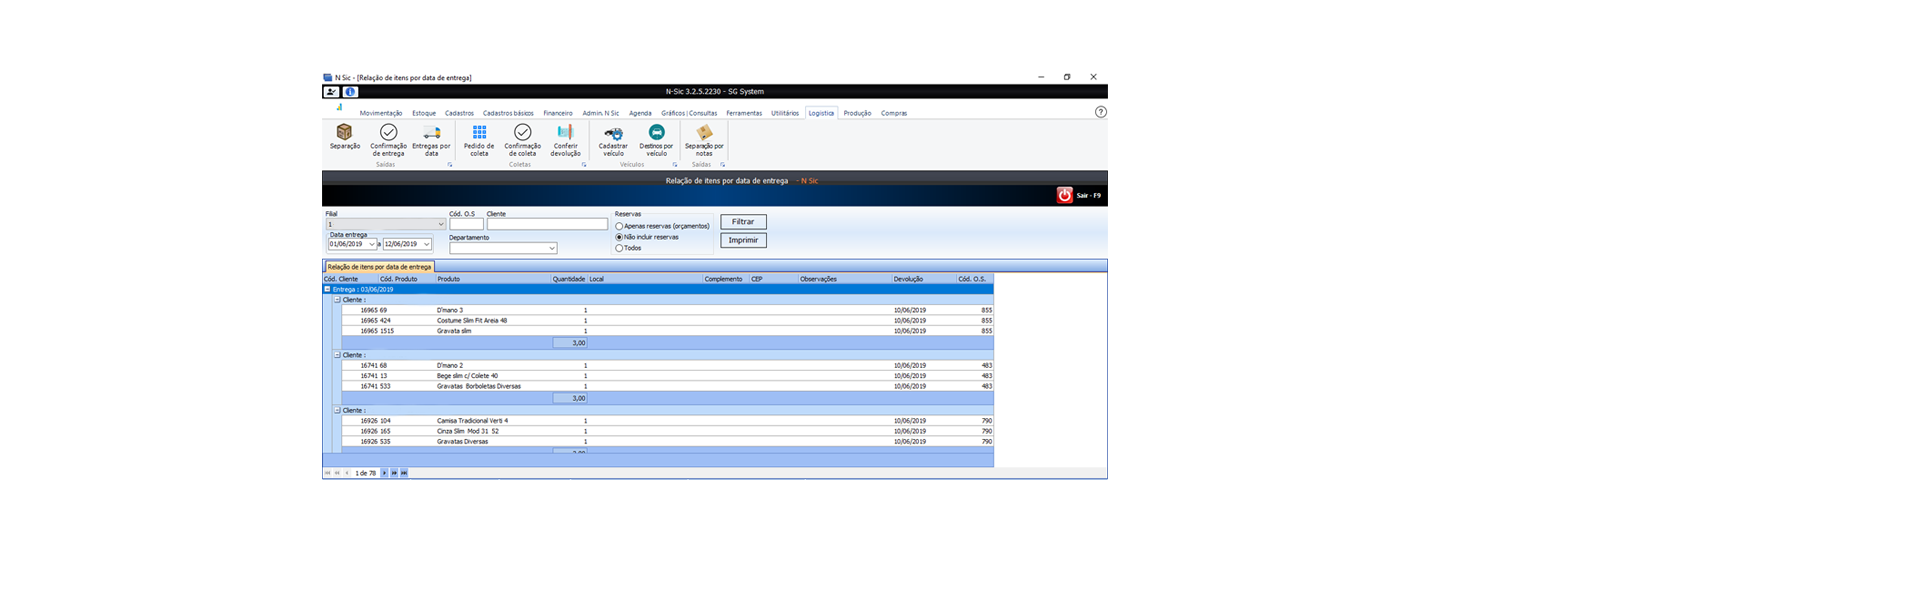 N Sic - [Relação de itens por data de entrega]
N-Sic 3.2.5.2230 - SG System
Movimentação Estoque Cadastros Cadastros básicos Financeiro Admin. N Sic Agenda Gráficos | Consultas Ferramentas Utilitários Logística Produção Compras
Separação Confirmação de entrega Entregas por data Pedido de coleta Confirmação de coleta Conferir devolução Cadastrar veículo Destinos por veículo Separação por notas
Saídas Coletas Veículos Saídas
Relação de itens por data de entrega - N Sic
Sair - F9
Filial Cód. O.S Cliente Reservas
1 Apenas reservas (orçamentos) Filtrar
Data entrega Departamento Não incluir reservas Imprimir
01/06/2019 a 12/06/2019 Todos
Relação de itens por data de entrega
Cód. Cliente Cód. Produto Produto Quantidade Local Complemento CEP Observações Devolução Cód. O.S.
Entrega : 03/06/2019
Cliente :
16965 69 D'mano 3 1 10/06/2019 855
16965 424 Costume Slim Fit Areia 48 1 10/06/2019 855
16965 1515 Gravata slim 1 10/06/2019 855
3,00
Cliente :
16741 68 D'mano 2 1 10/06/2019 483
16741 13 Bege slim c/ Colete 40 1 10/06/2019 483
16741 533 Gravatas Borboletas Diversas 1 10/06/2019 483
3,00
Cliente :
16926 104 Camisa Tradicional Verti 4 1 10/06/2019 790
16926 165 Cinza Slim Mod 31 52 1 10/06/2019 790
16926 535 Gravatas Diversas 1 10/06/2019 790
3,00
1 de 78